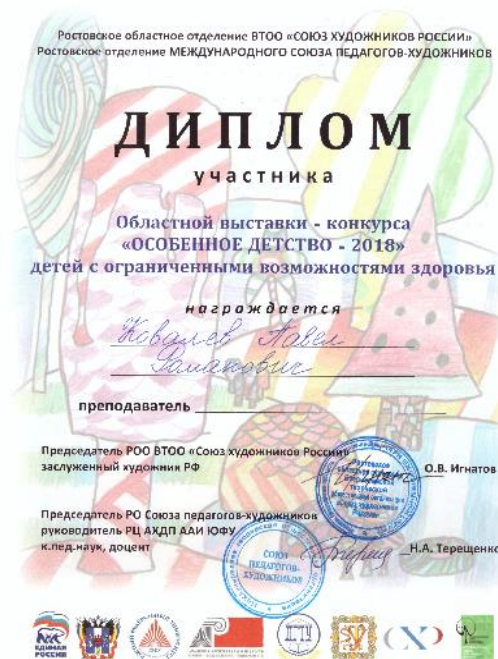 Ростовское областное отделение ВТОО «СОЮЗ ХУДОЖНИКОВ РОССИИ»
Ростовское отделение МЕЖДУНАРОДНОГО СОЮЗА ПЕДАГОГОВ-ХУДОЖНИКОВ
ДИПЛОМ
участника
Областной выставки - конкурса
«ОСОБЕННОЕ ДЕТСТВО - 2018»
детей с ограниченными возможностями здоровья
награждается
Ковалев Павел
Романович
преподаватель
Председатель РОО ВТОО «Союз художников России»
заслуженный художник РФ
О.В. Игнатов
Председатель РО Союза педагогов-художников
руководитель РЦ АХДП ААИ ЮФУ
к.пед.наук, доцент
Н.А. Терещенко
СОЮЗ
ПЕДАГОГОВ-
ХУДОЖНИКОВ
ЕДИНАЯ
РОССИЯ